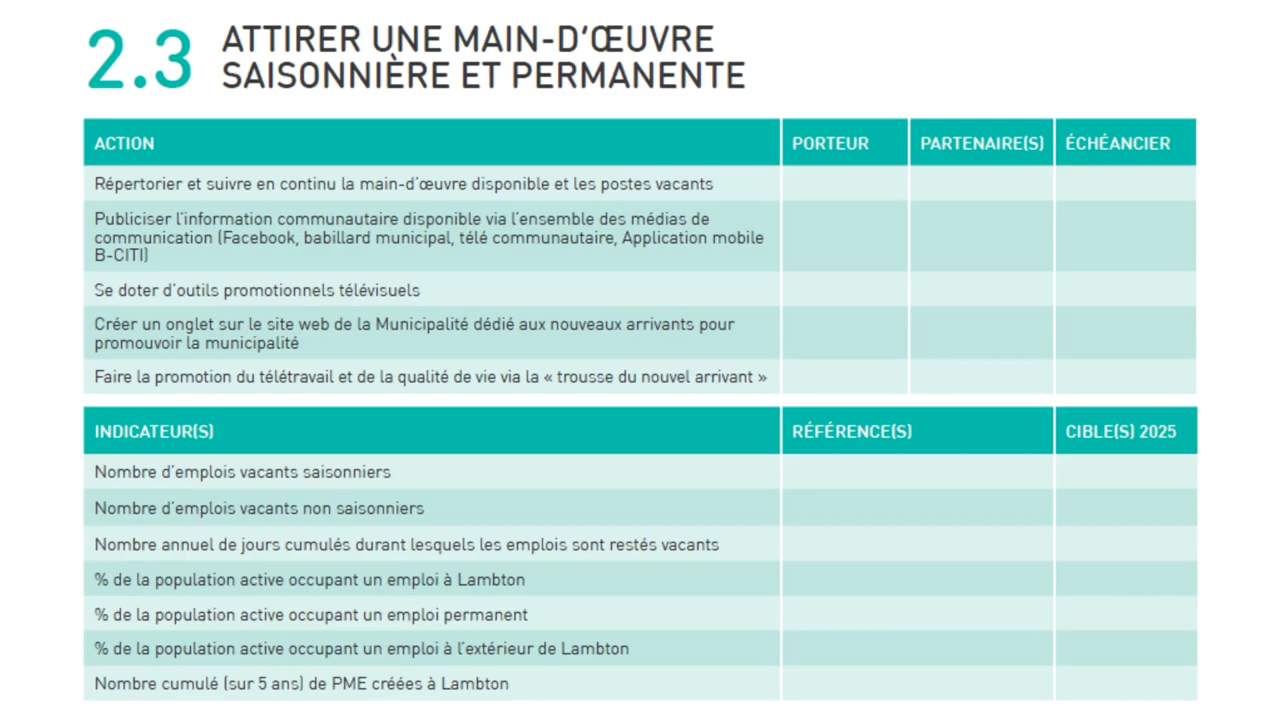 2.3
ATTIRER UNE MAIN-D'ŒUVRE
SAISONNIÈRE ET PERMANENTE
ACTION PORTEUR PARTENAIRE(S) ÉCHÉANCIER
Répertorier et suivre en continu la main-d'œuvre disponible et les postes vacants
Publiciser l'information communautaire disponible via l'ensemble des médias de
communication (Facebook, babillard municipal, télé communautaire, Application mobile
B-CITI)
Se doter d'outils promotionnels télévisuels
Créer un onglet sur le site web de la Municipalité dédié aux nouveaux arrivants pour
promouvoir la municipalité
Faire la promotion du télétravail et de la qualité de vie via la « trousse du nouvel arrivant »
INDICATEUR(S) RÉFÉRENCE(S) CIBLE(S) 2025
Nombre d'emplois vacants saisonniers
Nombre d'emplois vacants non saisonniers
Nombre annuel de jours cumulés durant lesquels les emplois sont restés vacants
% de la population active occupant un emploi à Lambton
% de la population active occupant un emploi permanent
% de la population active occupant un emploi à l'extérieur de Lambton
Nombre cumulé (sur 5 ans) de PME créées à Lambton